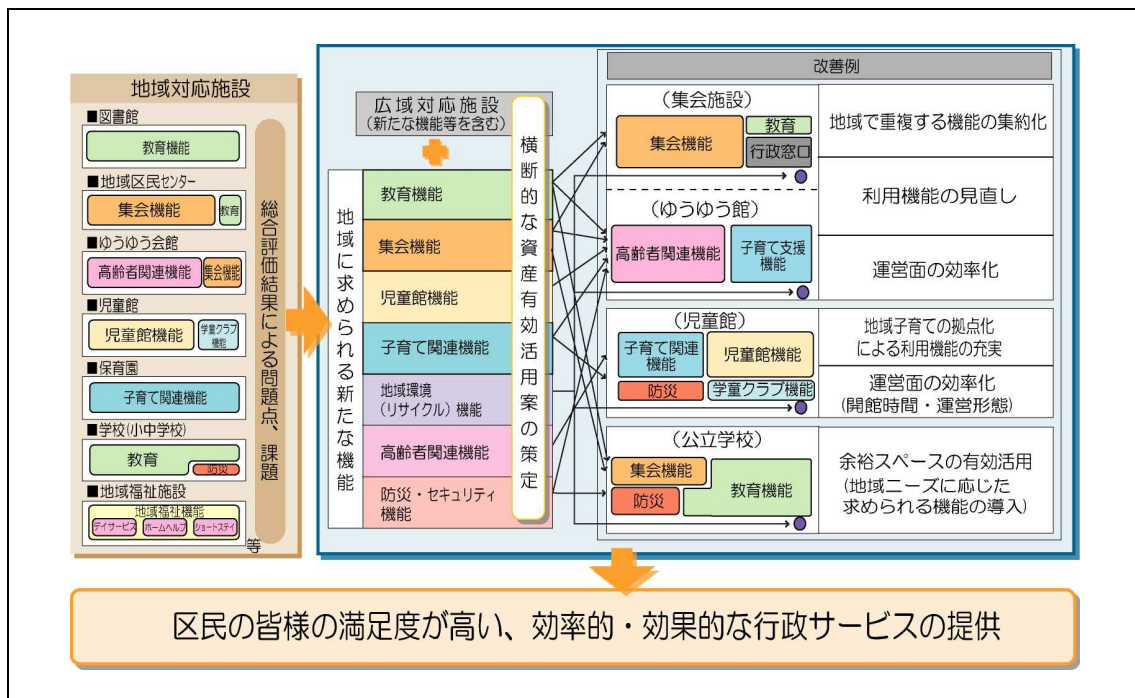 地域対応施設
■図書館
教育機能
■地域区民センター
集会機能
教育
■ゆうゆう会館
高齢者関連機能
集会機能
■児童館
児童館機能
学童クラブ
機能
■保育園
子育て関連機能
■学校(小中学校)
教育
防災
■地域福祉施設
地域福祉機能
デイサービス
ホームヘルプ
ショートステイ
等
総合評価結果による問題点、課題
広域対応施設
(新たな機能等を含む)
地域に求められる新たな機能
教育機能
集会機能
児童館機能
子育て関連機能
地域環境
(リサイクル)機能
高齢者関連機能
防災・セキュリティ
機能
横断的な資産有効活用案の策定
改善例
(集会施設)
集会機能
教育
行政窓口
(ゆうゆう館)
高齢者関連機能
子育て支援
機能
地域で重複する機能の集約化
利用機能の見直し
運営面の効率化
(児童館)
子育て関連
機能
児童館機能
防災
学童クラブ機能
地域子育ての拠点化
による利用機能の充実
運営面の効率化
(開館時間・運営形態)
(公立学校)
集会機能
防災
教育機能
余裕スペースの有効活用
(地域ニーズに応じた
求められる機能の導入)
区民の皆様の満足度が高い、効率的・効果的な行政サービスの提供